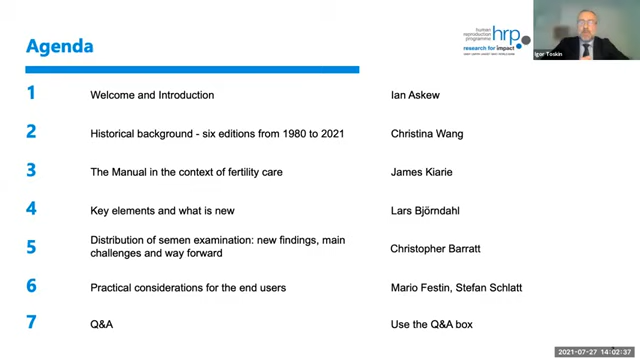 Agenda
human
reproduction
programme
hrp
research for impact
Igor Toskin
1 Welcome and Introduction Ian Askew
2 Historical background - six editions from 1980 to 2021 Christina Wang
3 The Manual in the context of fertility care James Kiarie
4 Key elements and what is new Lars Björndahl
5 Distribution of semen examination: new findings, main
challenges and way forward Christopher Barratt
6 Practical considerations for the end users Mario Festin, Stefan Schlatt
7 Q&A Use the Q&A box
2021-07-27 14:02:37